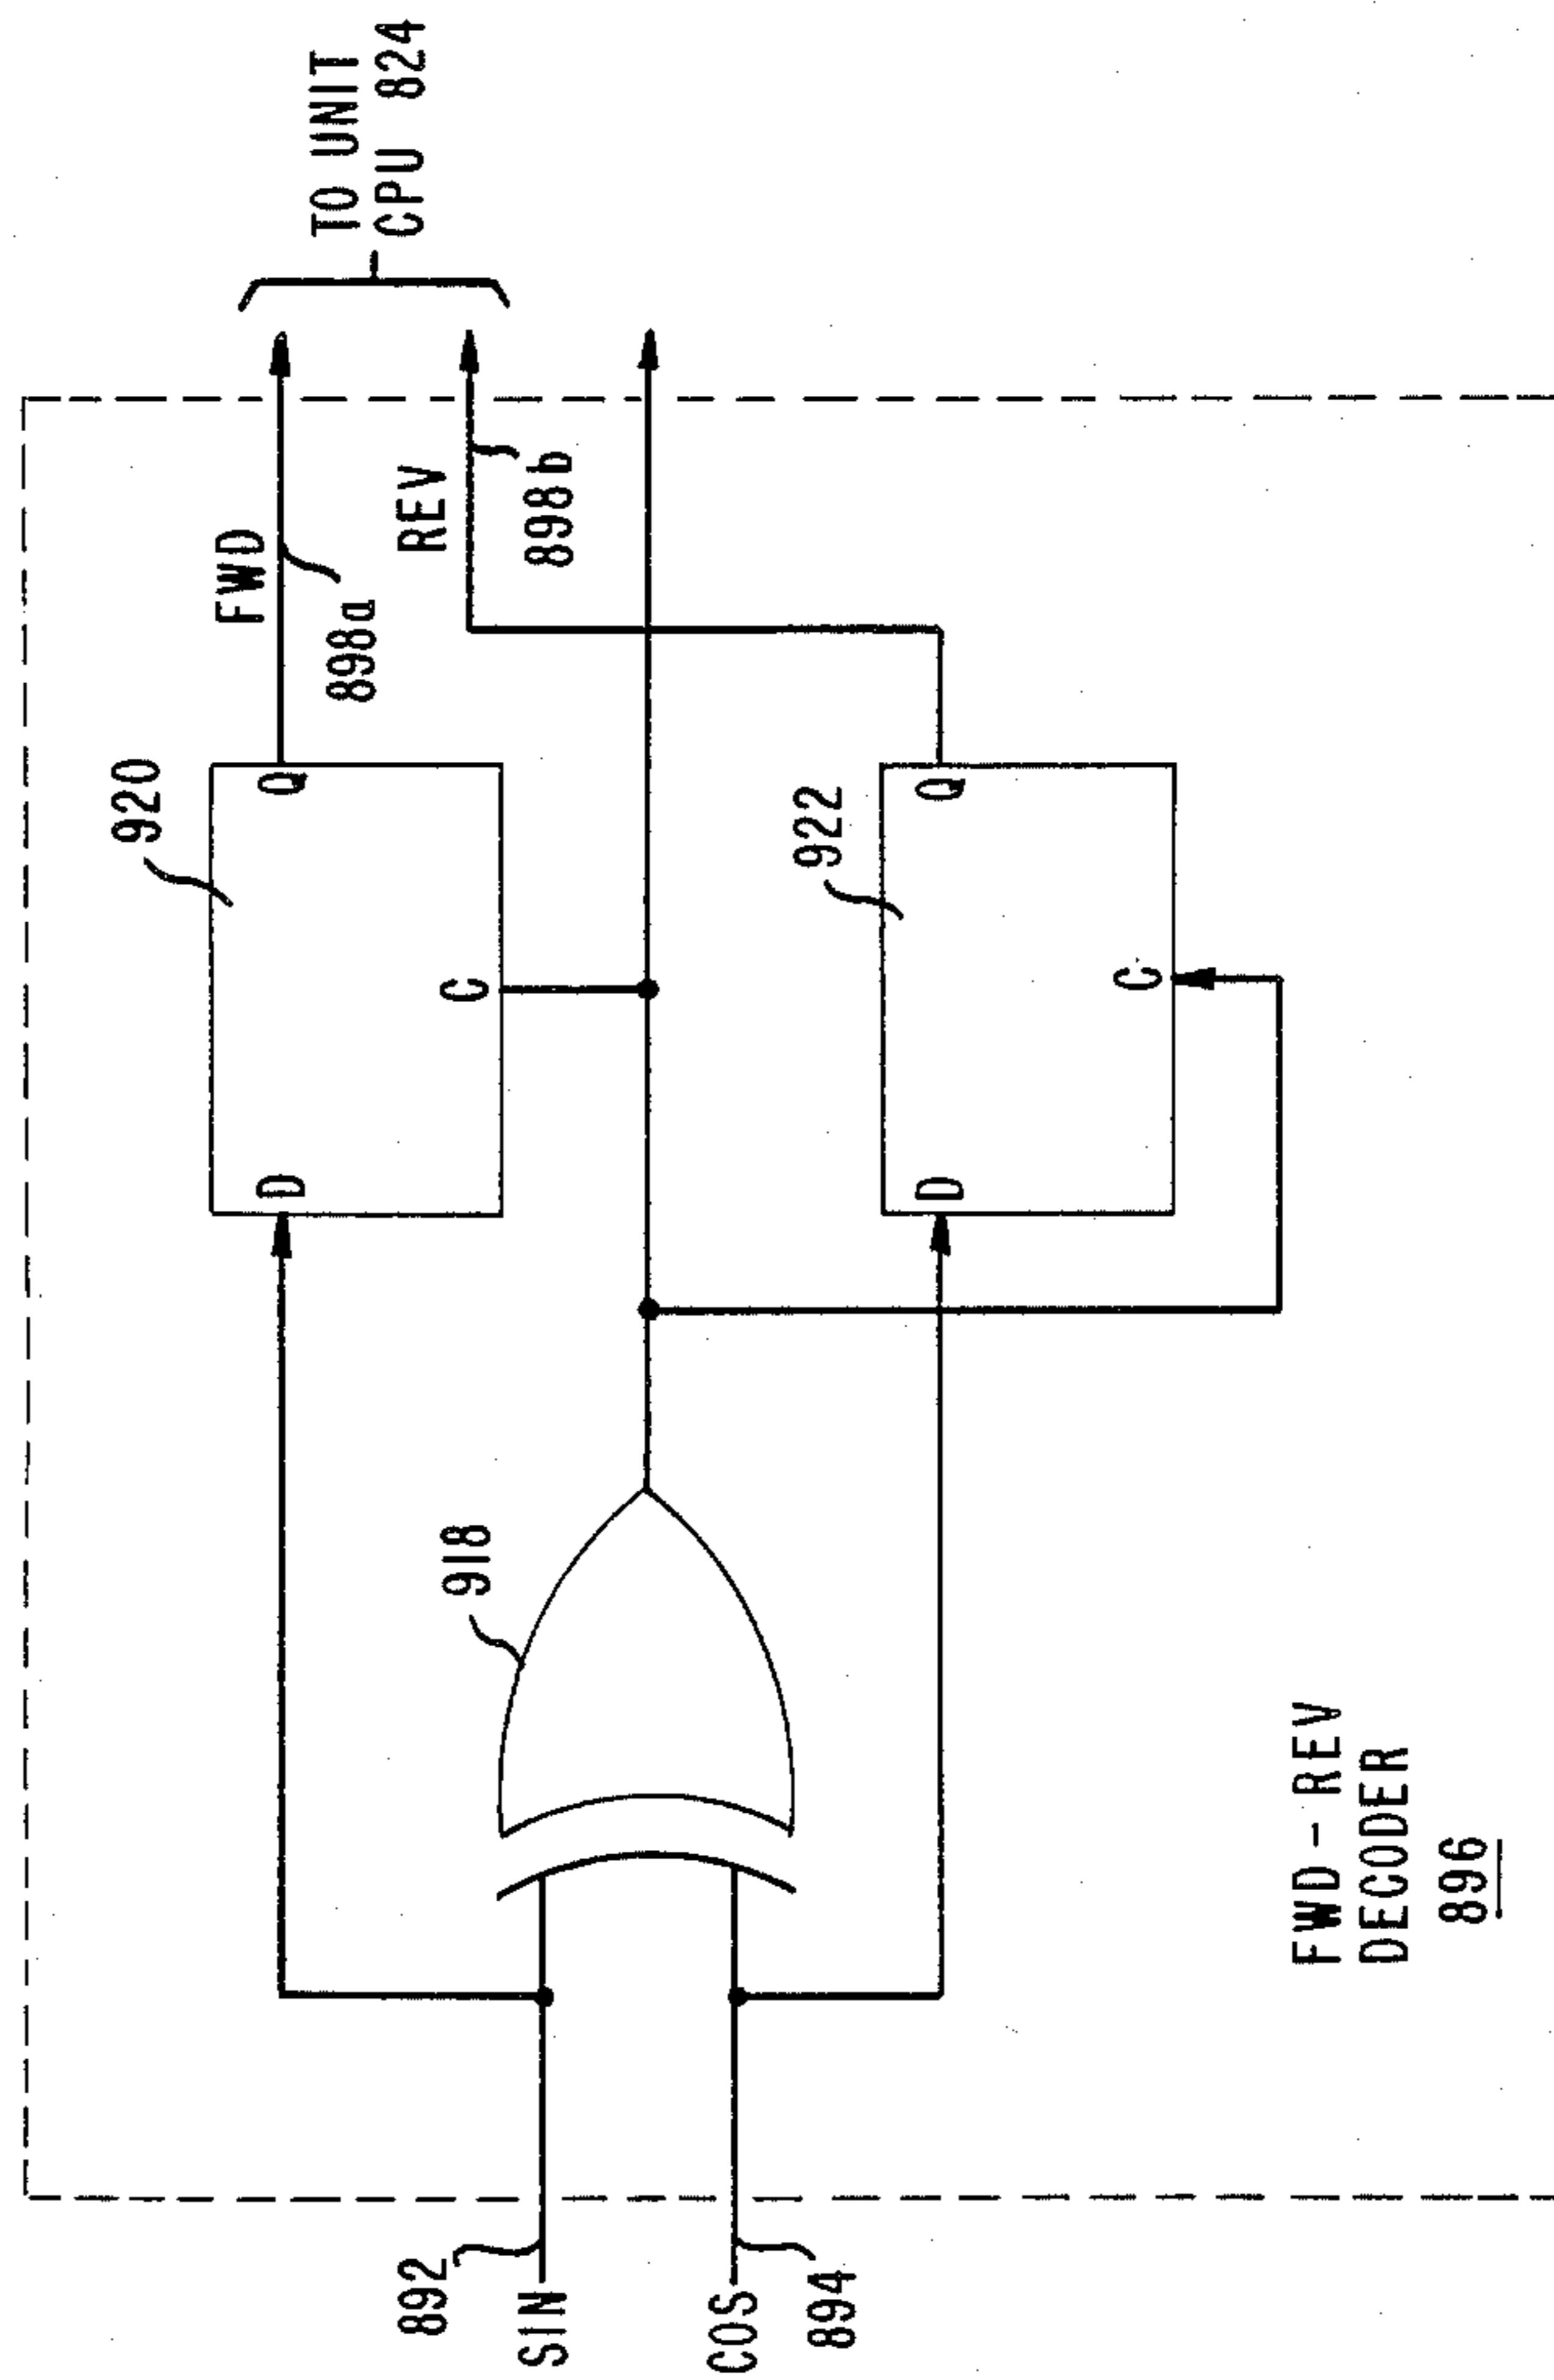 892
SIN
COS
894
918
920
D
C
Q
922
D
C
Q
FWD
898a
REV
898b
TO UNIT
CPU 824
FWD-REV
DECODER
896